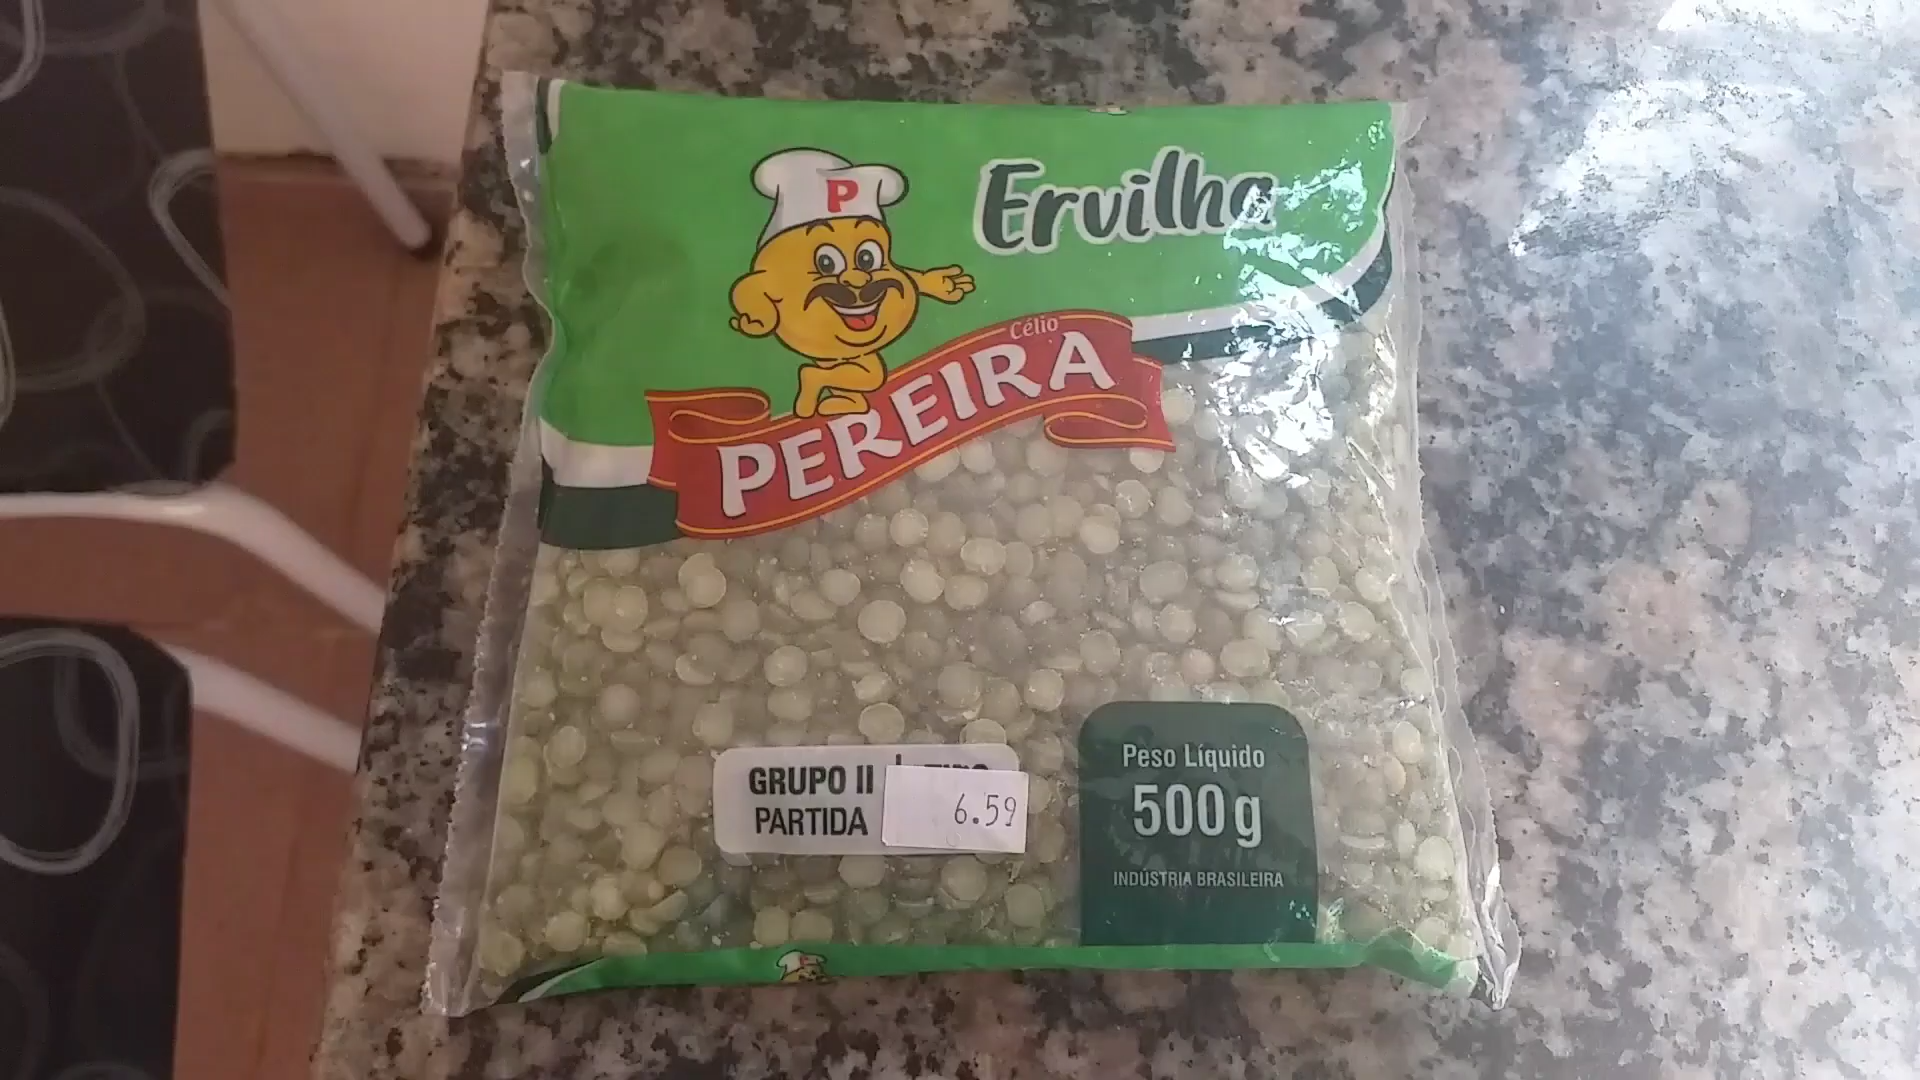 P
Ervilha
Célio
PEREIRA
GRUPO II
PARTIDA
6.59
Peso Líquido
500g
INDÚSTRIA BRASILEIRA